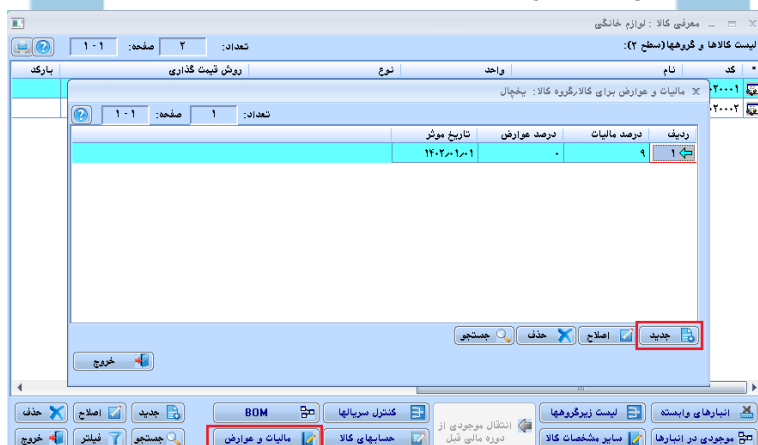 معرفی کالا : لوازم خانگی
لیست کالاها و گروهها(سطح ۲): تعداد: ۲ صفحه: ۱ - ۱
* کد نام واحد نوع روش قیمت گذاری بارکد
۰۲۰۰۰۱
۰۲۰۰۰۲
مالیات و عوارض برای کالا/گروه کالا : یخچال
تعداد: ۱ صفحه: ۱ - ۱
ردیف درصد مالیات درصد عوارض تاریخ موثر
۱ ۹ ۰ ۱۴۰۲/۰۱/۰۱
جدید اصلاح حذف جستجو
خروج
انبارهای وابسته لیست زیرگروهها انتقال موجودی از دوره مالی قبل کنترل سریالها BOM جدید اصلاح حذف
موجودی در انبارها سایر مشخصات کالا حسابهای کالا مالیات و عوارض جستجو فیلتر خروج